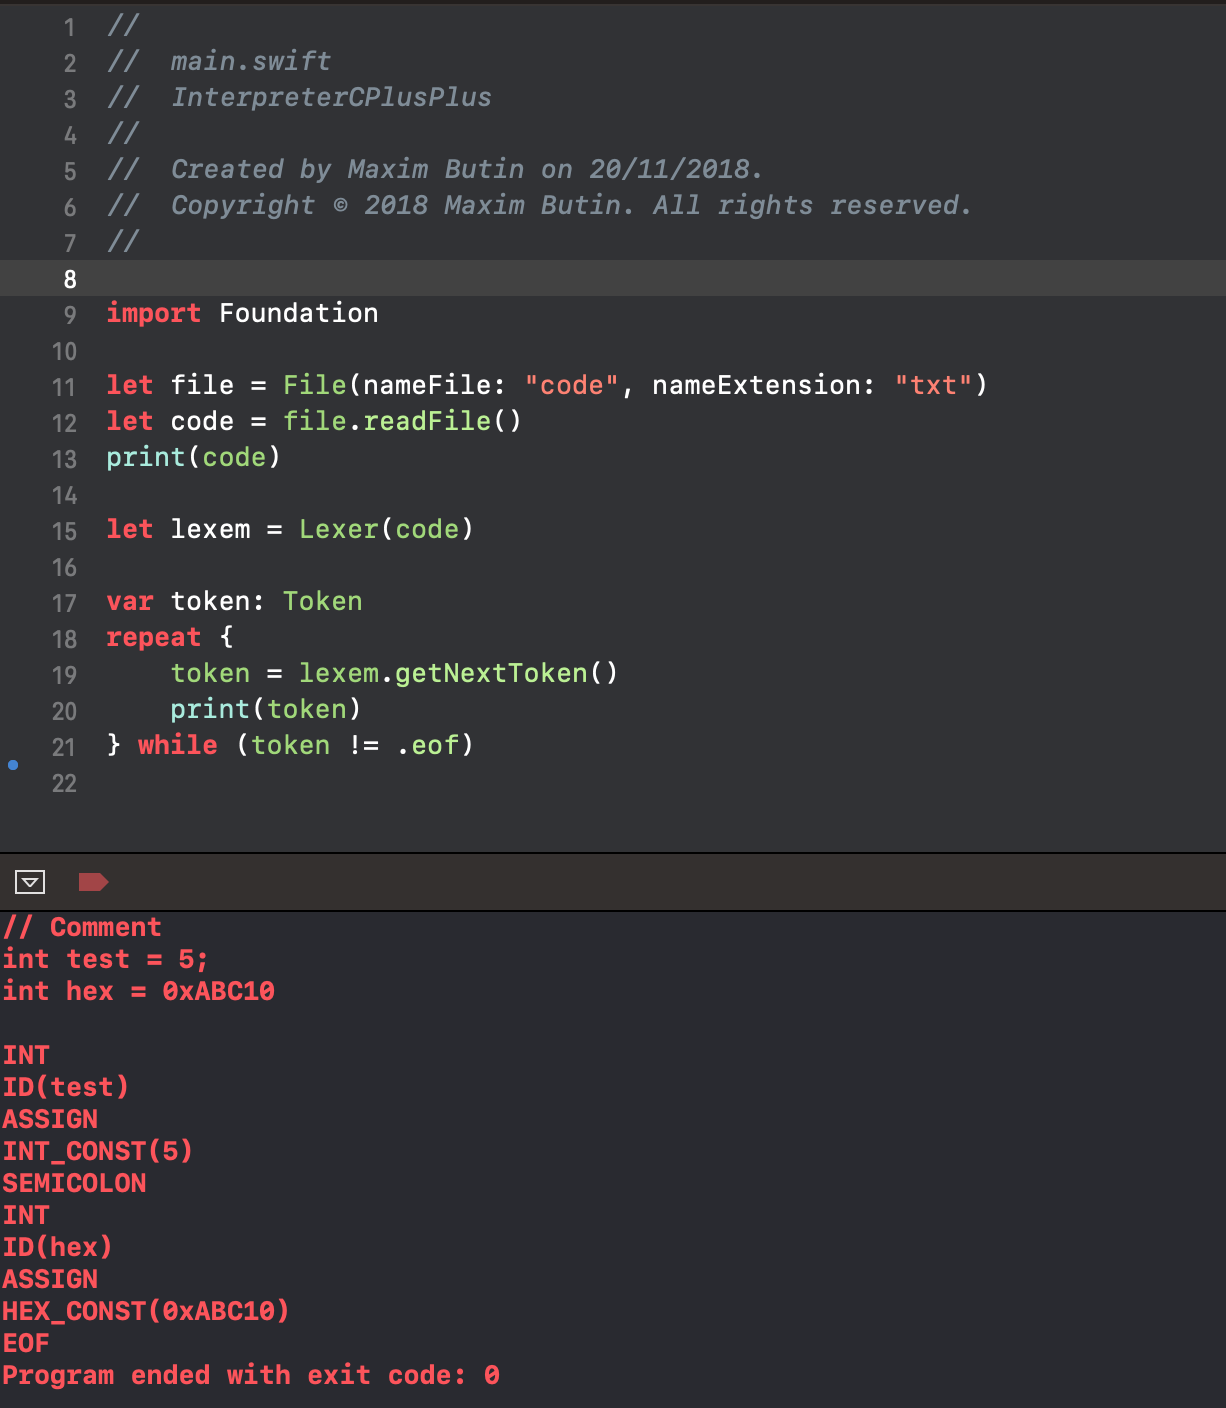 1 //
2 //  main.swift
3 //  InterpreterCPlusPlus
4 //
5 //  Created by Maxim Butin on 20/11/2018.
6 //  Copyright © 2018 Maxim Butin. All rights reserved.
7 //
8
9 import Foundation
10
11 let file = File(nameFile: "code", nameExtension: "txt")
12 let code = file.readFile()
13 print(code)
14
15 let lexem = Lexer(code)
16
17 var token: Token
18 repeat {
19     token = lexem.getNextToken()
20     print(token)
21 } while (token != .eof)
22
// Comment
int test = 5;
int hex = 0xABC10
INT
ID(test)
ASSIGN
INT_CONST(5)
SEMICOLON
INT
ID(hex)
ASSIGN
HEX_CONST(0xABC10)
EOF
Program ended with exit code: 0